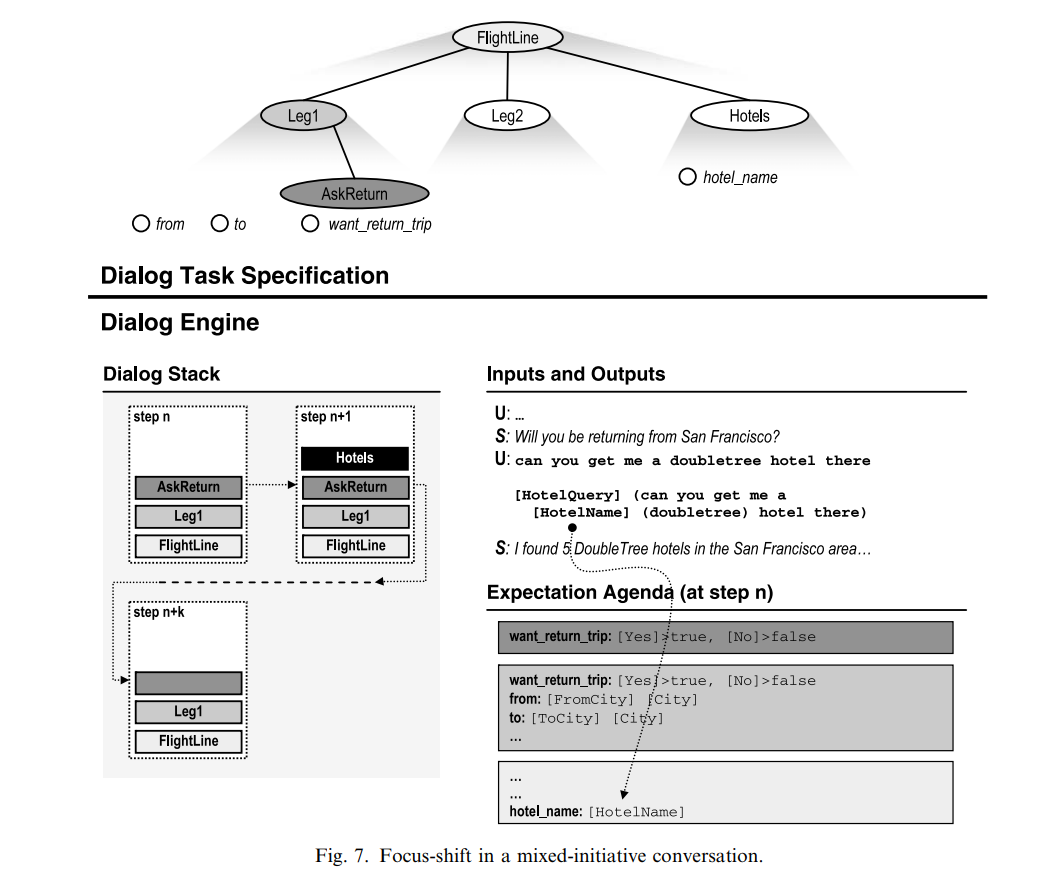 FlightLine
Leg1
Leg2
Hotels
AskReturn
hotel_name
from
to
want_return_trip
Dialog Task Specification
Dialog Engine
Dialog Stack
step n
AskReturn
Leg1
FlightLine
step n+1
Hotels
AskReturn
Leg1
FlightLine
step n+k
Leg1
FlightLine
Inputs and Outputs
U: ...
S: Will you be returning from San Francisco?
U: can you get me a doubletree hotel there
[HotelQuery] (can you get me a
[HotelName] (doubletree) hotel there)
S: I found 5 DoubleTree hotels in the San Francisco area…
Expectation Agenda (at step n)
want_return_trip: [Yes]>true, [No]>false
want_return_trip: [Yes]>true, [No]>false
from: [FromCity] [City]
to: [ToCity] [City]
...
...
...
hotel_name: [HotelName]
Fig. 7. Focus-shift in a mixed-initiative conversation.